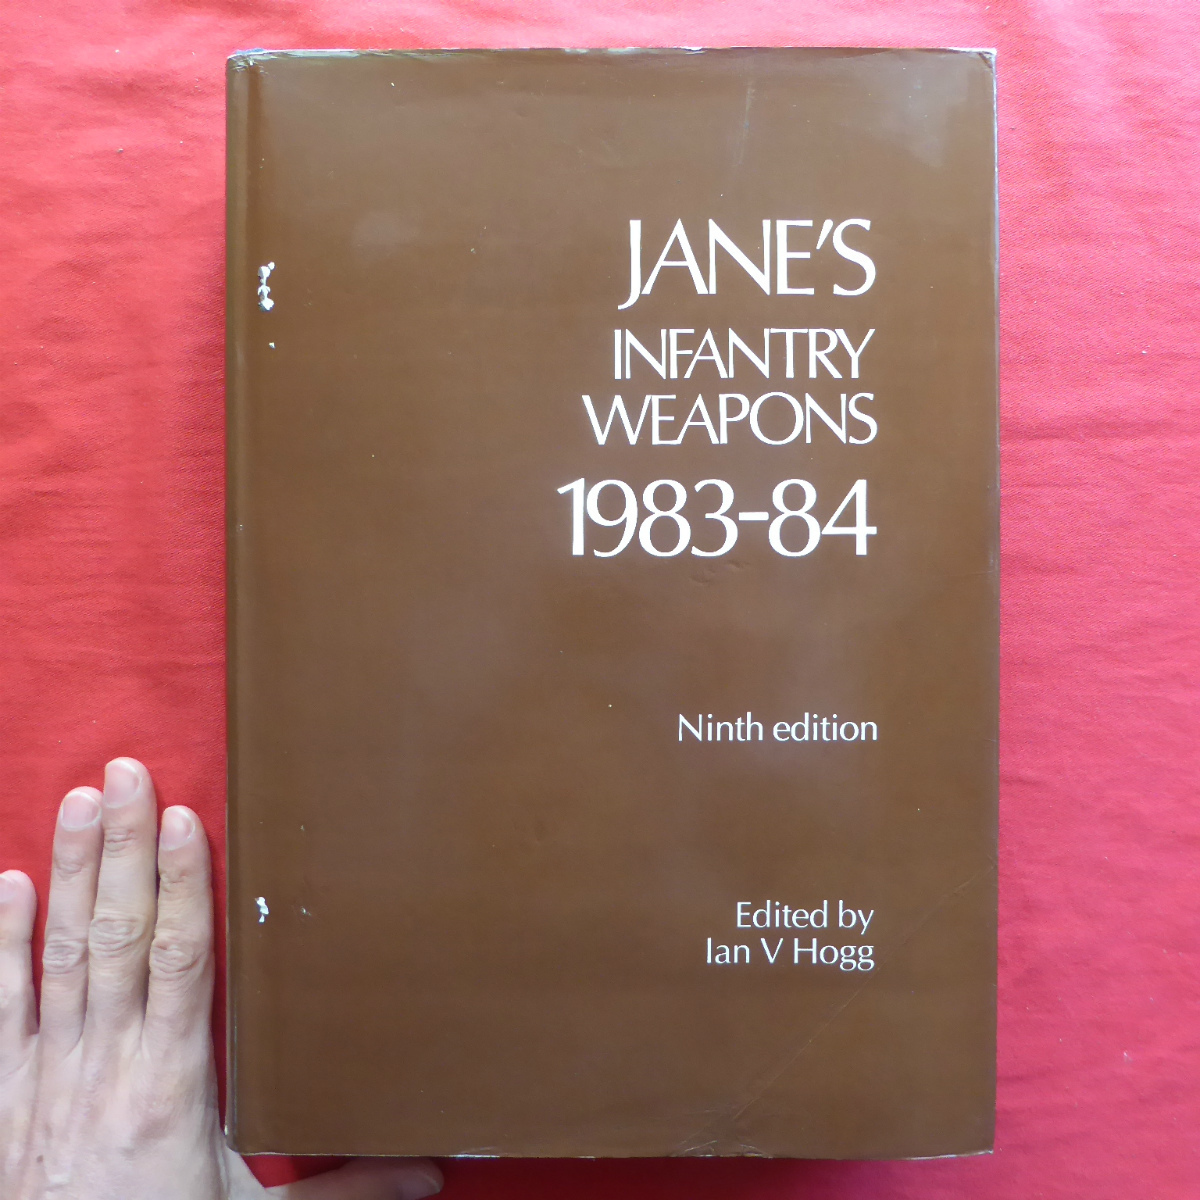 JANE'S
INFANTRY
WEAPONS
1983-84
Ninth edition
Edited by
Ian V Hogg